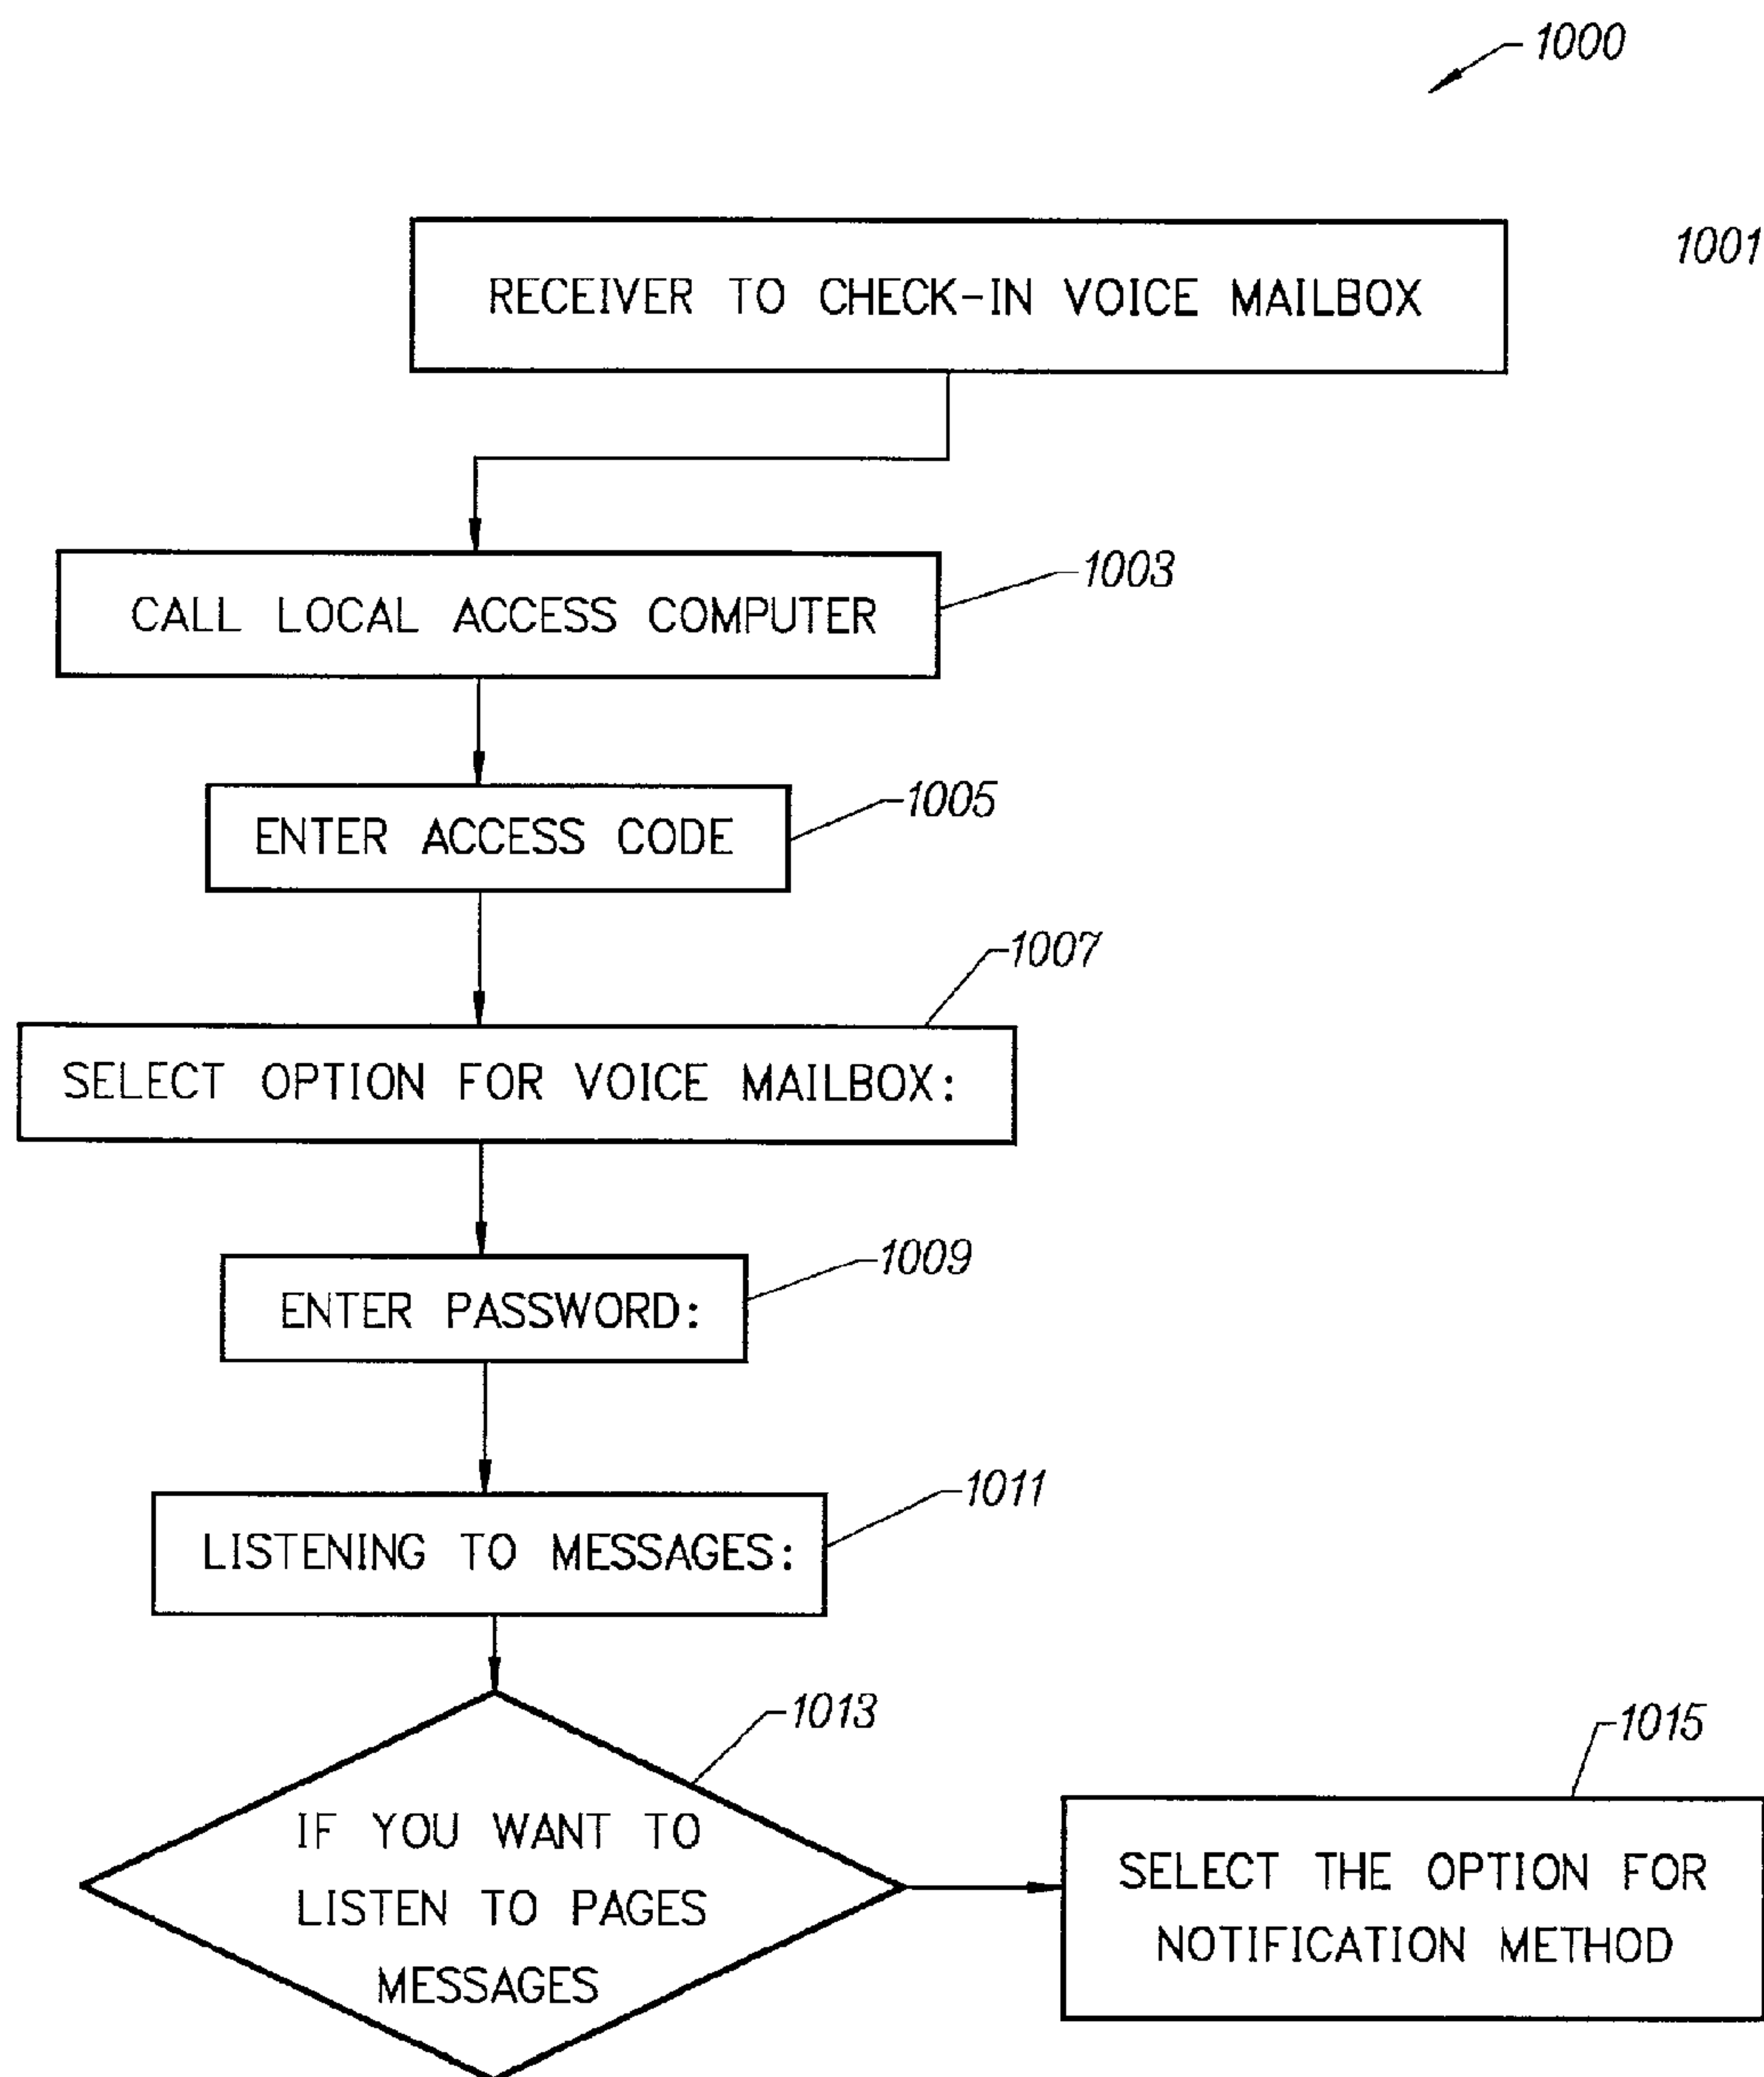 1000
1001
RECEIVER TO CHECK-IN VOICE MAILBOX
1003
CALL LOCAL ACCESS COMPUTER
1005
ENTER ACCESS CODE
1007
SELECT OPTION FOR VOICE MAILBOX:
1009
ENTER PASSWORD:
1011
LISTENING TO MESSAGES:
1013
IF YOU WANT TO
LISTEN TO PAGES
MESSAGES
1015
SELECT THE OPTION FOR
NOTIFICATION METHOD